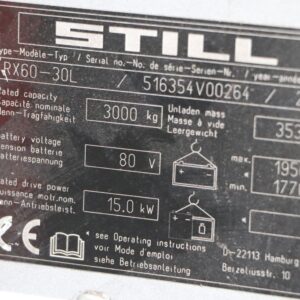 STILL
Type-Modèle-Typ / Serial no.-No. de série-Serien-Nr. / year-année
RX60-30L / 516354V00264 /
Rated capacity
Capacité nominale
Nenn-Tragfähigkeit
3000 kg
Unladen mass
Masse à vide
Leergewicht
353
battery voltage
tension batterie
Batteriespannung
80 V
max.
min.
195
177
rated drive power
puissance motr.nom.
Nenn-Antriebsleist.
15.0 kW
CE
see Operating instructions
voir Mode d'emploi
siehe Betriebsanleitung
D-22113 Hamburg
Berzeliusstr. 10